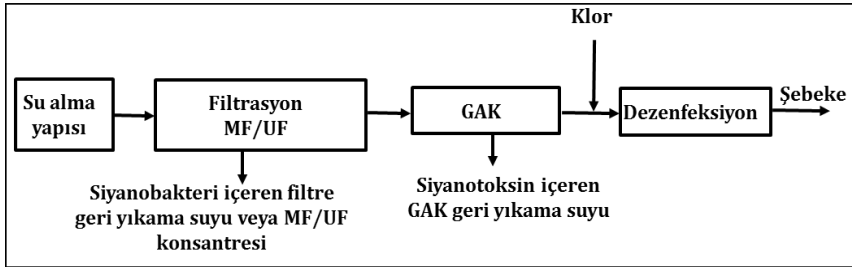 Klor
Su alma
yapısı
Filtrasyon
MF/UF
GAK
Dezenfeksiyon
Şebeke
Siyanobakteri içeren filtre
geri yıkama suyu veya MF/UF
konsantresi
Siyanotoksin içeren
GAK geri yıkama suyu